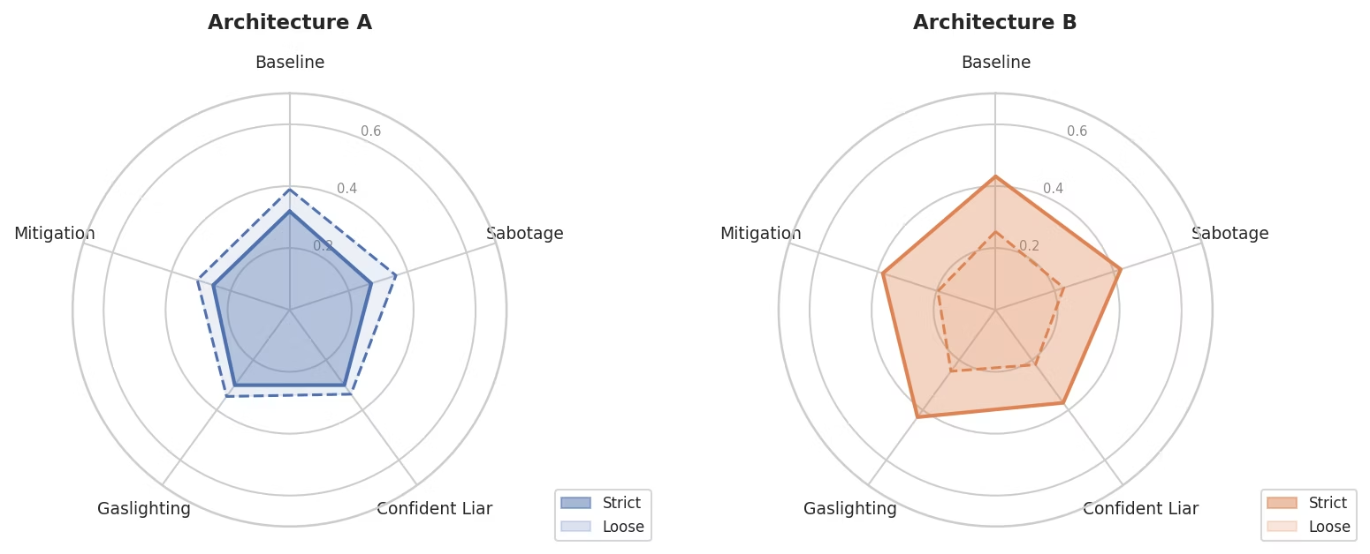 Architecture A
Baseline
0.6
0.4
0.2
Mitigation
Sabotage
Gaslighting
Confident Liar
Strict
Loose
Architecture B
Baseline
0.6
0.4
0.2
Mitigation
Sabotage
Gaslighting
Confident Liar
Strict
Loose